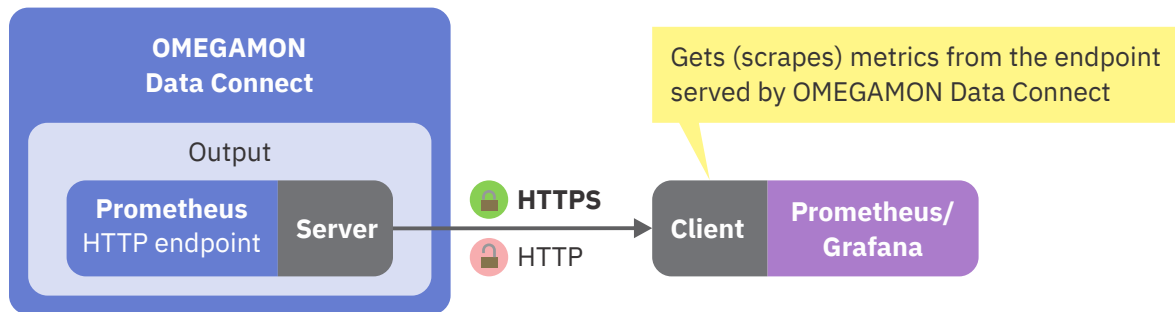 OMEGAMON
Data Connect
Output
Prometheus
HTTP endpoint
Server
HTTPS
HTTP
Gets (scrapes) metrics from the endpoint
served by OMEGAMON Data Connect
Client
Prometheus/
Grafana